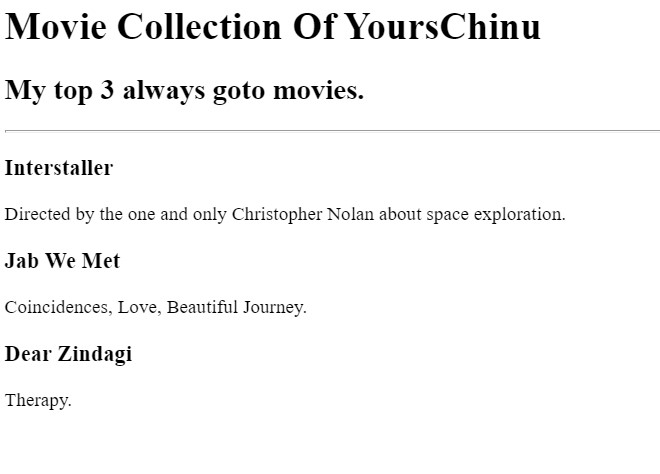 Movie Collection Of YoursChinu
My top 3 always goto movies.
Interstaller
Directed by the one and only Christopher Nolan about space exploration.
Jab We Met
Coincidences, Love, Beautiful Journey.
Dear Zindagi
Therapy.